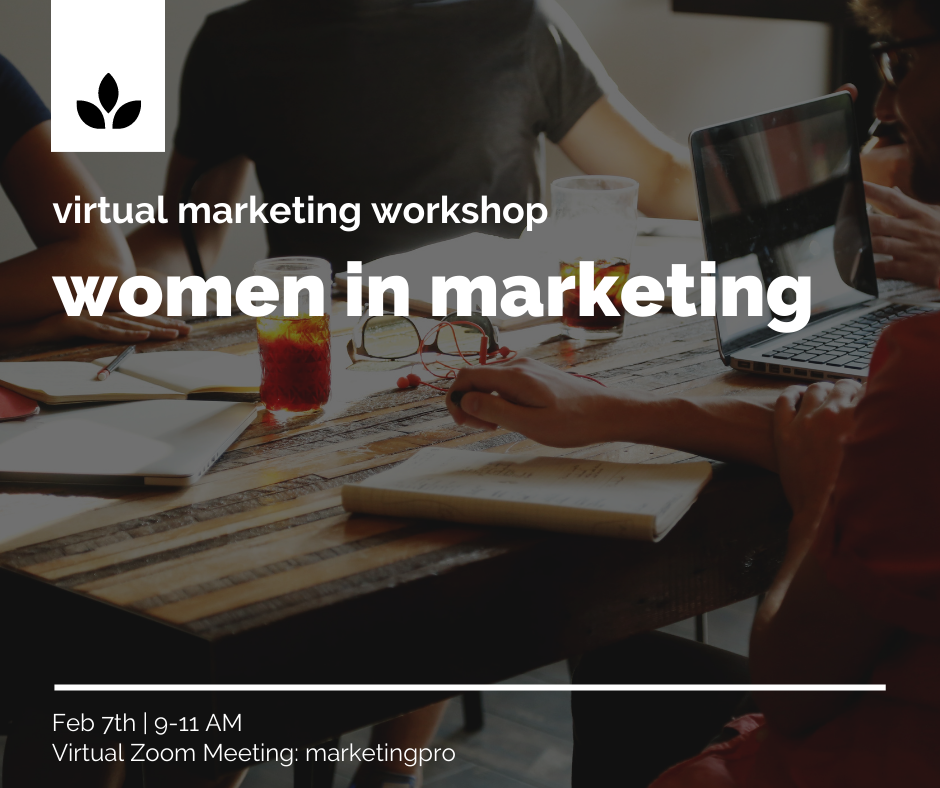 virtual marketing workshop
women in marketing
Feb 7th | 9-11 AM
Virtual Zoom Meeting: marketingpro